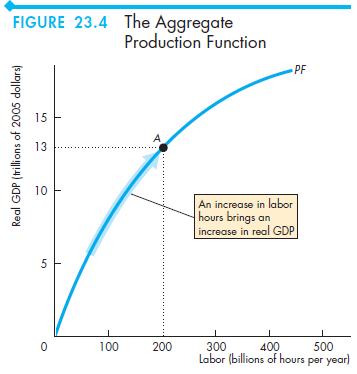 FIGURE 23.4 The Aggregate
Production Function
Real GDP (trillions of 2005 dollars)
15
13
10
5
0
100
200
300
400
500
Labor (billions of hours per year)
PF
A
An increase in labor
hours brings an
increase in real GDP